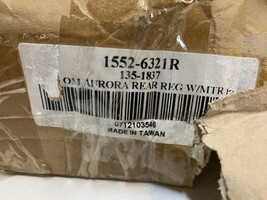 1552-6321R
135-1837
OM AURORA REAR REG W/MTR R
0712103546
MADE IN TAIWAN